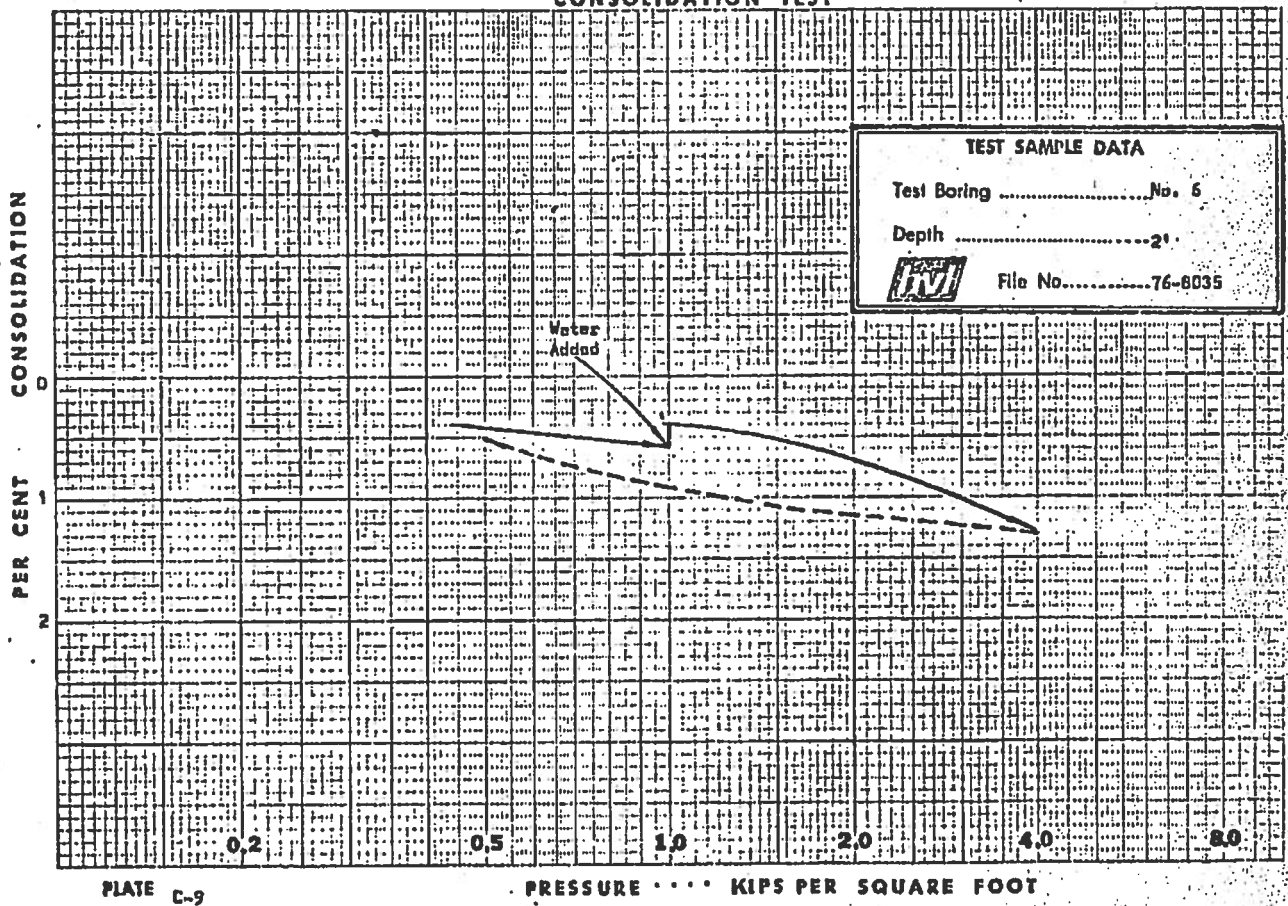 CONSOLIDATION TEST
TEST SAMPLE DATA
Test Boring ........................No. 6
Depth ..............................2'
File No.............76-8035
Water
Added
PER CENT CONSOLIDATION
0
1
2
0.2 0.5 1.0 2.0 4.0 8.0
PLATE C-9
PRESSURE ···· KIPS PER SQUARE FOOT